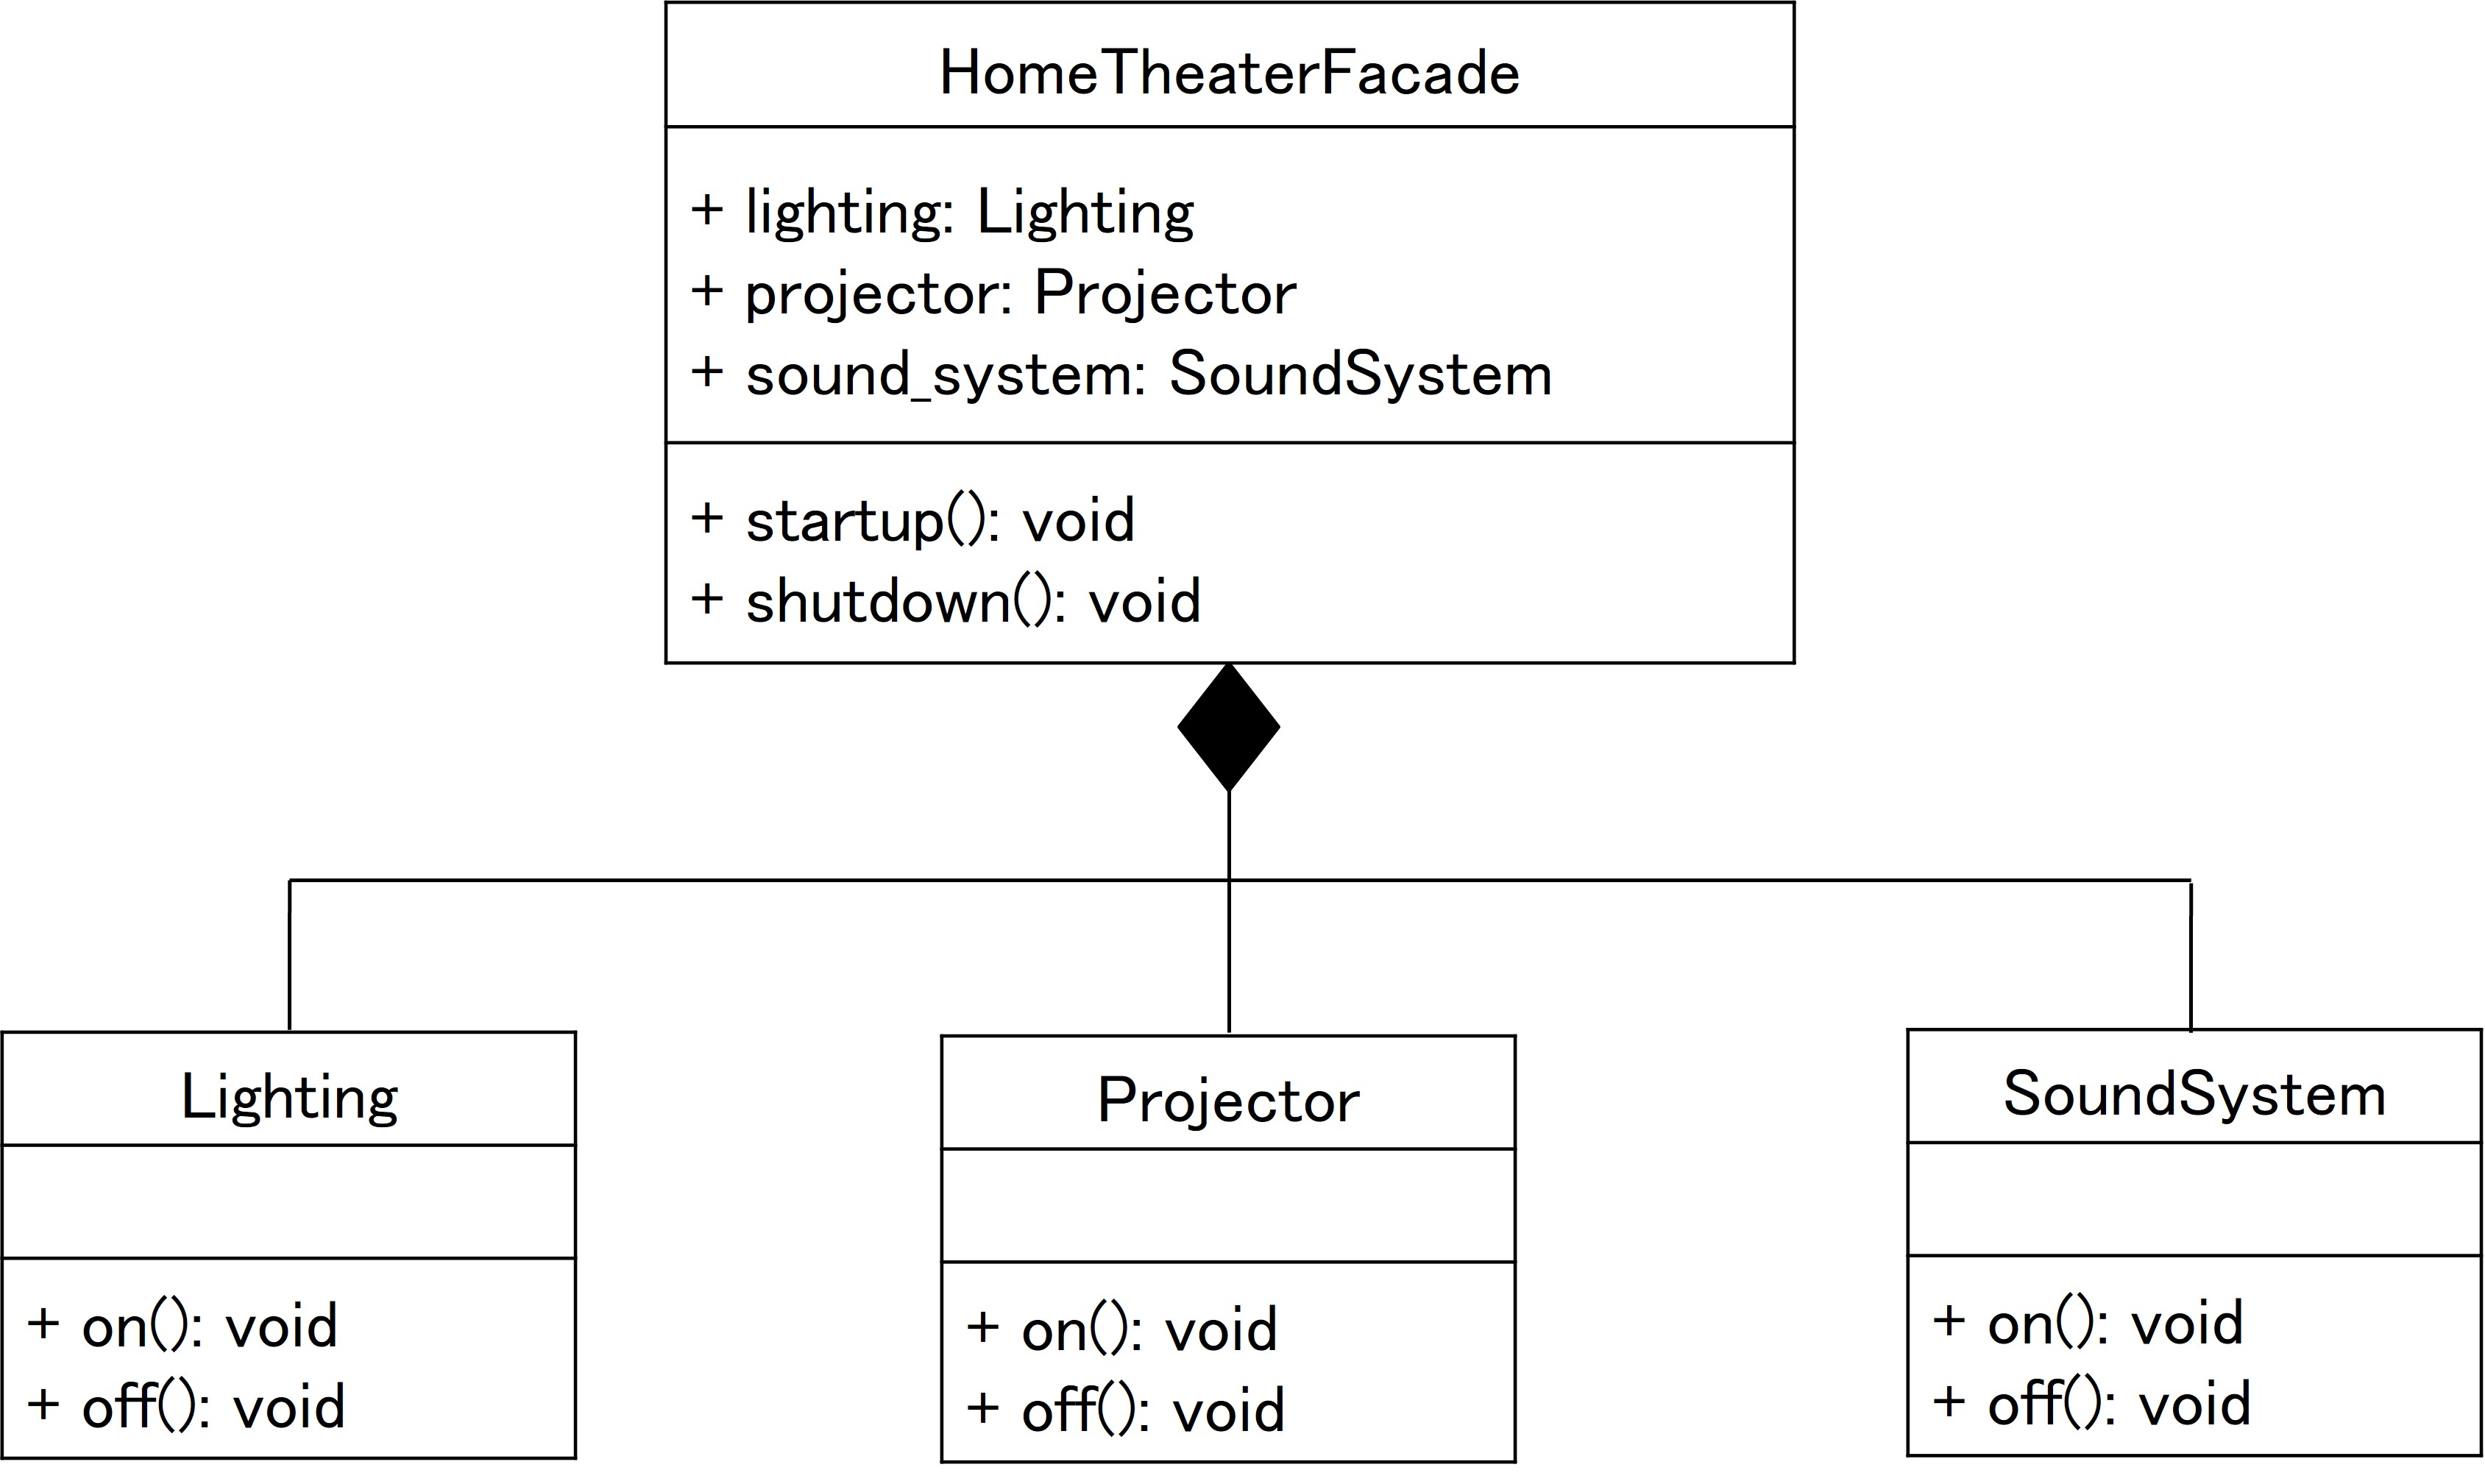 HomeTheaterFacade
+ lighting: Lighting
+ projector: Projector
+ sound_system: SoundSystem
+ startup(): void
+ shutdown(): void
Lighting
+ on(): void
+ off(): void
Projector
+ on(): void
+ off(): void
SoundSystem
+ on(): void
+ off(): void